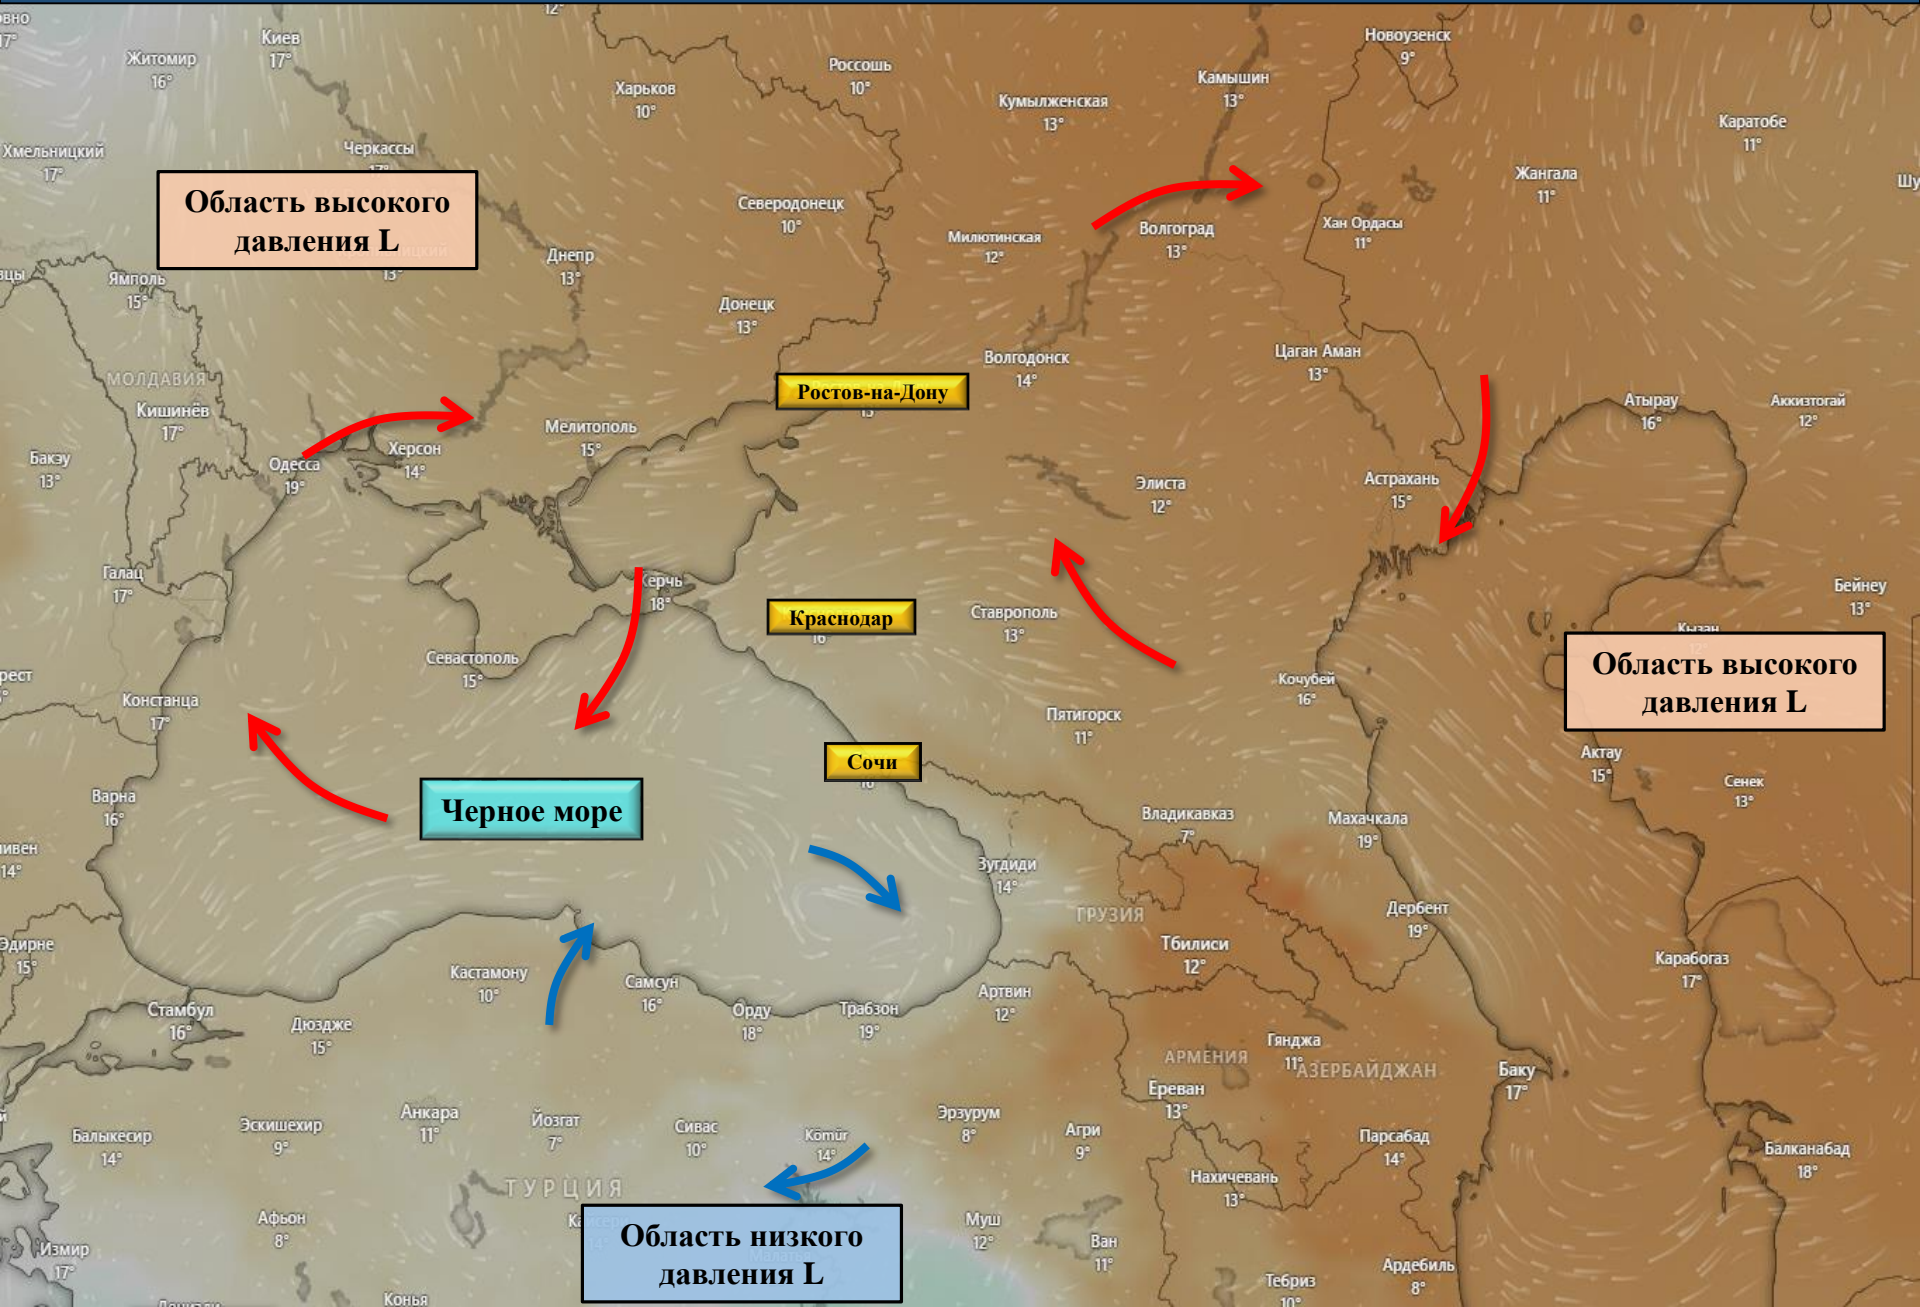 12°
Киев
17°
Житомир
16°
Хмельницкий
17°
Черкассы
Харьков
10°
Россошь
10°
Новоузенск
9°
Камышин
13°
Кумылженская
13°
Каратобе
11°
Жангала
11°
Область высокого
давления L
Северодонецк
10°
Милютинская
12°
Волгоград
13°
Хан Ордасы
11°
Днепр
13°
13°
Ямполь
15°
Донецк
13°
Волгодонск
14°
Цаган Аман
13°
МОЛДАВИЯ
Кишинёв
17°
Ростов-на-Дону
Атырау
16°
Аккизтогай
12°
Мелитополь
15°
Херсон
14°
Одесса
19°
Бакэу
13°
Элиста
12°
Астрахань
15°
Галац
17°
Керчь
18°
Краснодар
16°
Ставрополь
13°
Бейнеу
13°
Кызан
Область высокого
давления L
Севастополь
15°
Кочубей
16°
Констанца
17°
Пятигорск
11°
Сочи
Актау
15°
Сенек
13°
Варна
16°
Черное море
Владикавказ
7°
Махачкала
19°
14°
Зугдиди
14°
ГРУЗИЯ
Дербент
19°
Тбилиси
12°
Эдирне
15°
Кастамону
10°
Самсун
16°
Артвин
12°
Карабогаз
17°
Стамбул
16°
Дюздже
15°
Орду
18°
Трабзон
19°
Гянджа
11°
АРМЕНИЯ
АЗЕРБАЙДЖАН
Баку
17°
Ереван
13°
Балыкесир
14°
Эскишехир
9°
Анкара
11°
Йозгат
7°
Сивас
10°
Kömür
14°
Эрзурум
8°
Агри
9°
Парсабад
14°
Балканабад
18°
Нахичевань
13°
ТУРЦИЯ
Афьон
8°
Область низкого
давления L
Муш
12°
Ван
11°
Измир
17°
Ардебиль
8°
Тебриз
10°
Конья